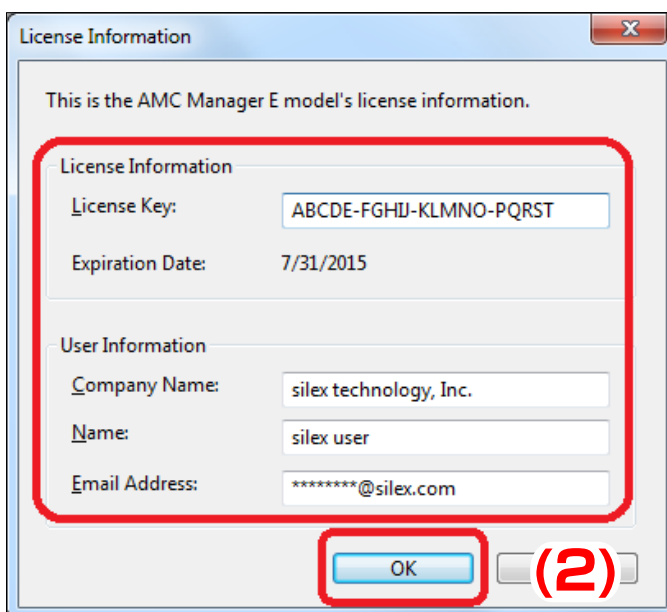 License Information
This is the AMC Manager E model's license information.
License Information
License Key: ABCDE-FGHIJ-KLMNO-PQRST
Expiration Date: 7/31/2015
User Information
Company Name: silex technology, Inc.
Name: silex user
Email Address: ********@silex.com
OK (2)